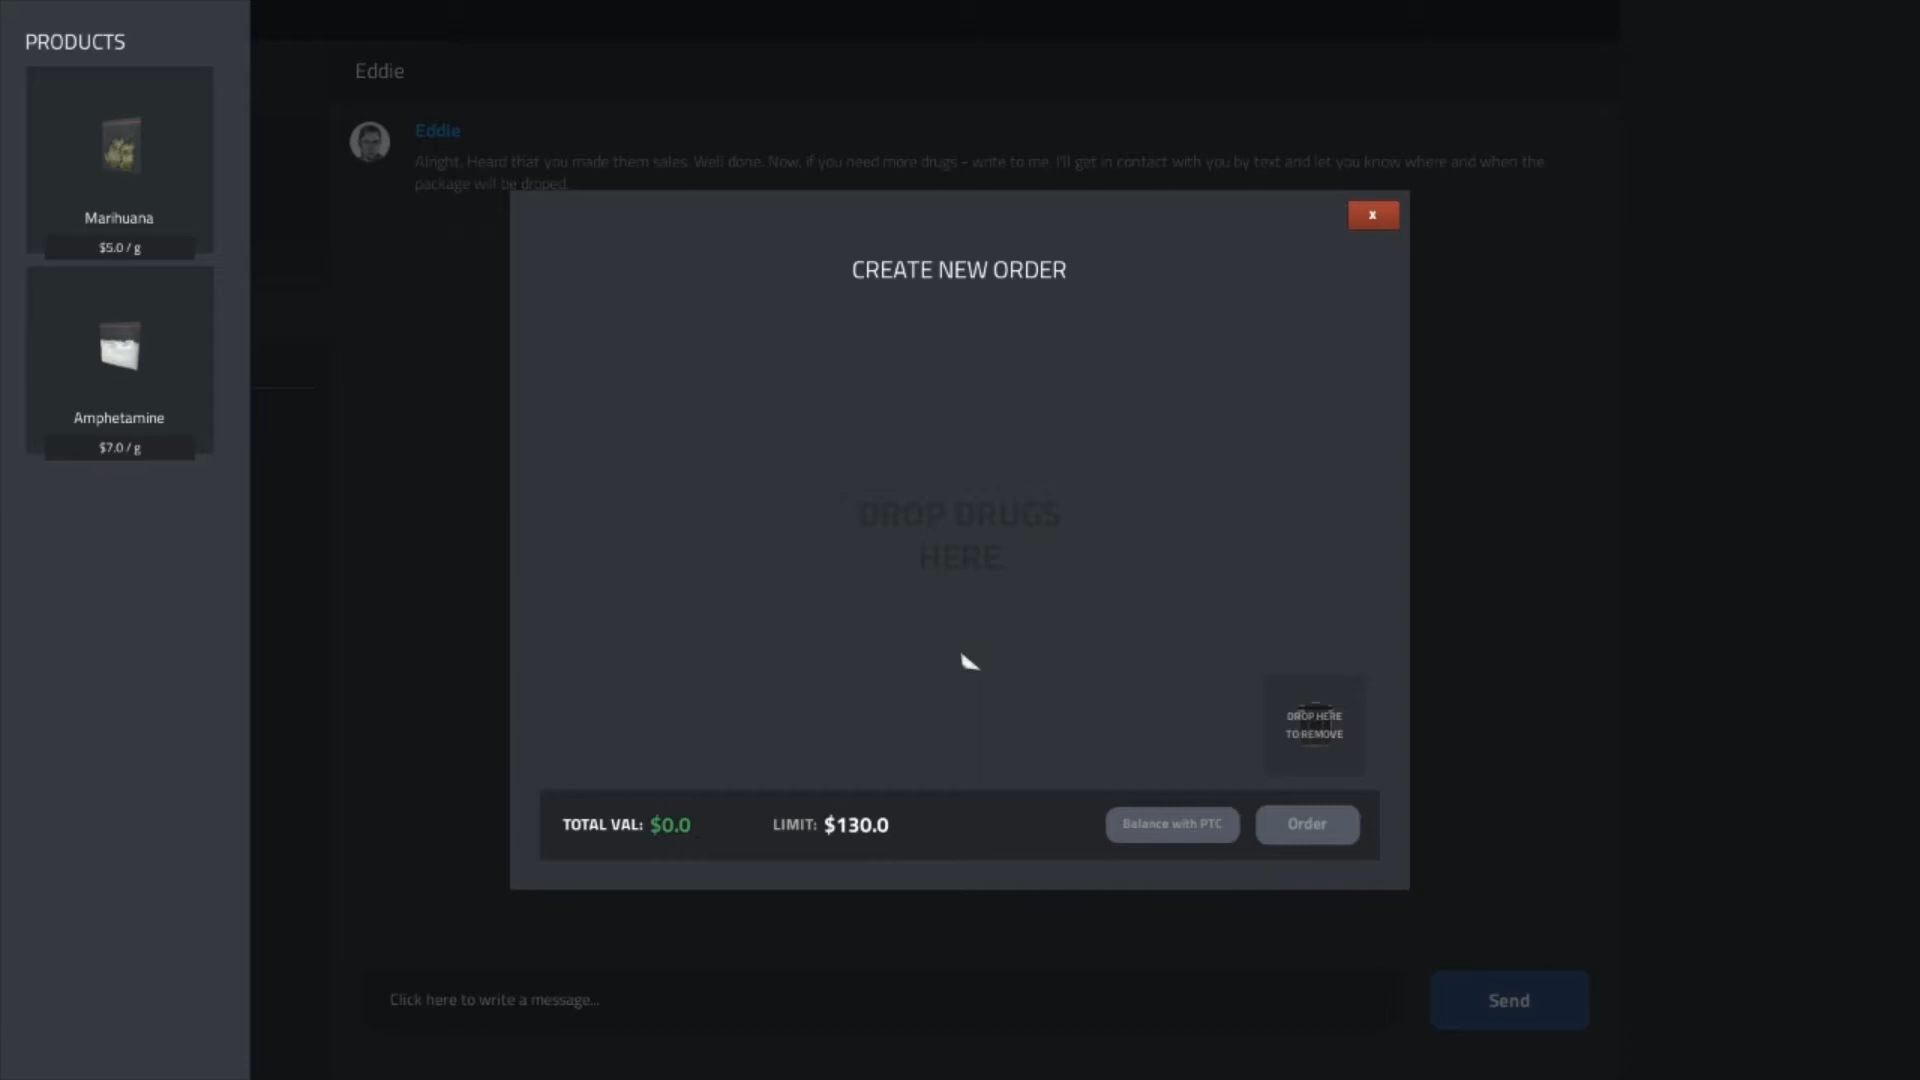 PRODUCTS
Marihuana
$5.0 / g
Amphetamine
$7.0 / g
Eddie
Eddie
Alright. Heard that you made them sales. Well done. Now, if you need more drugs - write to me. I'll get in contact with you by text and let you know where and when the
package will be droped.
x
CREATE NEW ORDER
DROP DRUGS
HERE
DROP HERE
TO REMOVE
TOTAL VAL: $0.0
LIMIT: $130.0
Balance with PTC
Order
Click here to write a message...
Send